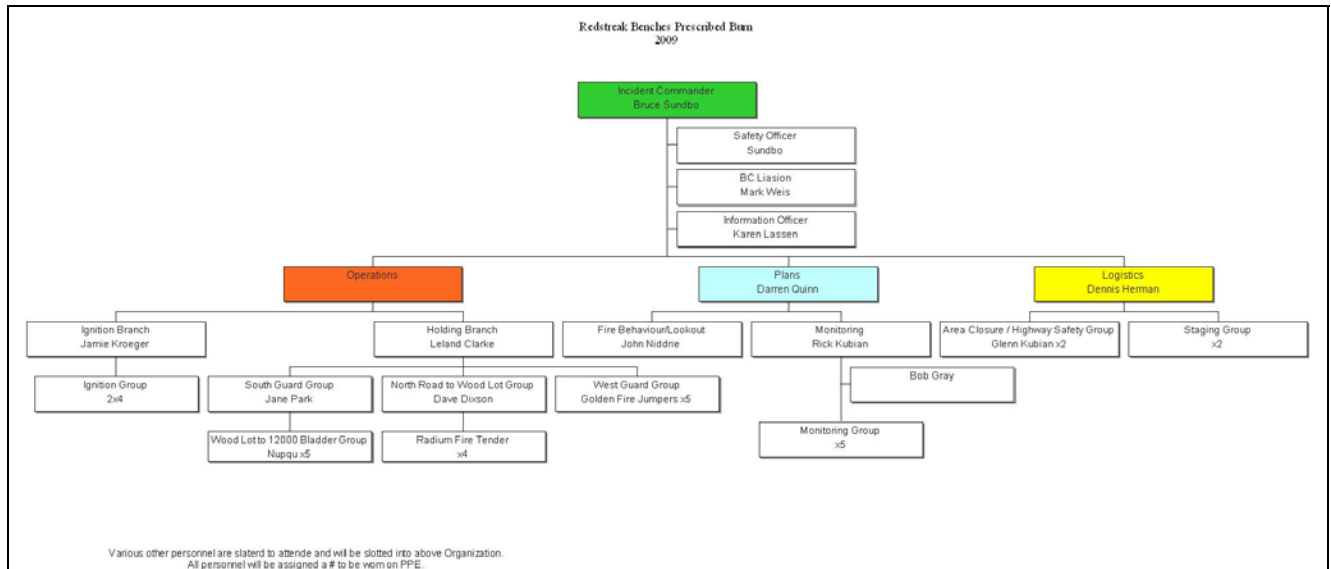 Redstreak Benches Prescribed Burn
2009
Incident Commander
Bruce Sundbo
Safety Officer
Sundbo
BC Liasion
Mark Weis
Information Officer
Karen Lassen
Operations
Plans
Darren Quinn
Logistics
Dennis Herman
Ignition Branch
Jamie Kroeger
Holding Branch
Leland Clarke
Fire Behaviour/Lookout
John Niddrie
Monitoring
Rick Kubian
Area Closure / Highway Safety Group
Glenn Kubian x2
Staging Group
x2
Ignition Group
2x4
South Guard Group
Jane Park
North Road to Wood Lot Group
Dave Dixson
West Guard Group
Golden Fire Jumpers x5
Bob Gray
Wood Lot to 12000 Bladder Group
Nupqu x5
Radium Fire Tender
x4
Monitoring Group
x5
Various other personnel are slaterd to attende and will be slotted into above Organization.
All personnel will be assigned a # to be worn on PPE.